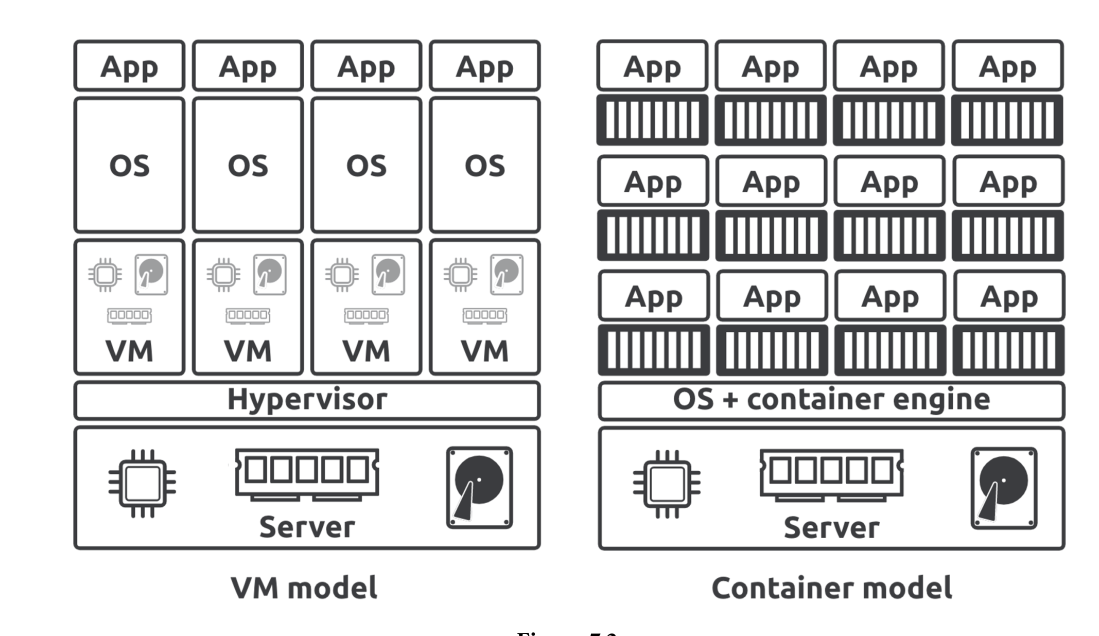 App App App App
OS OS OS OS
VM VM VM VM
Hypervisor
Server
VM model
App App App App
App App App App
App App App App
OS + container engine
Server
Container model